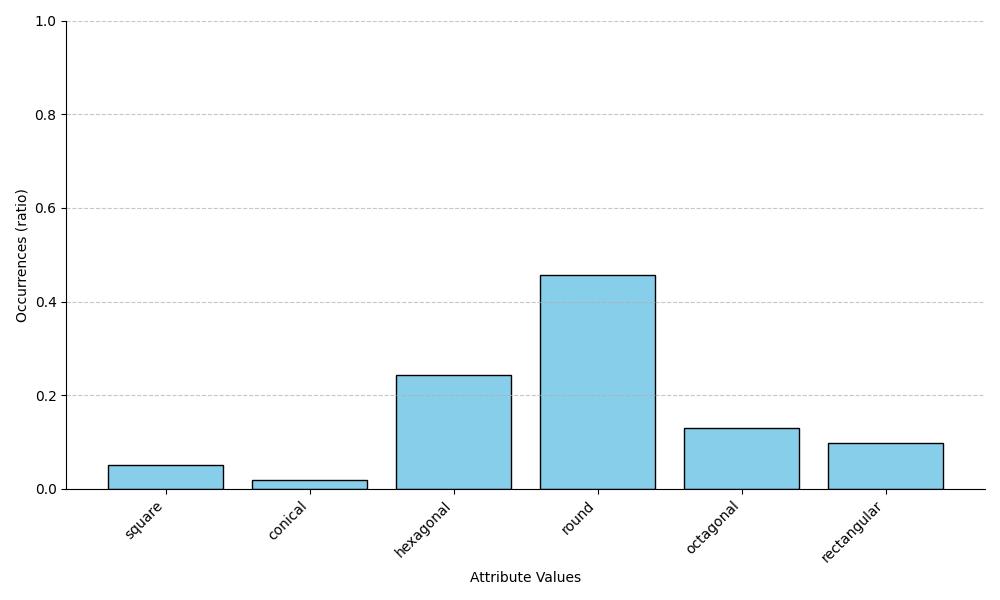 1.0
0.8
0.6
0.4
0.2
0.0
Occurrences (ratio)
square
conical
hexagonal
round
octagonal
rectangular
Attribute Values